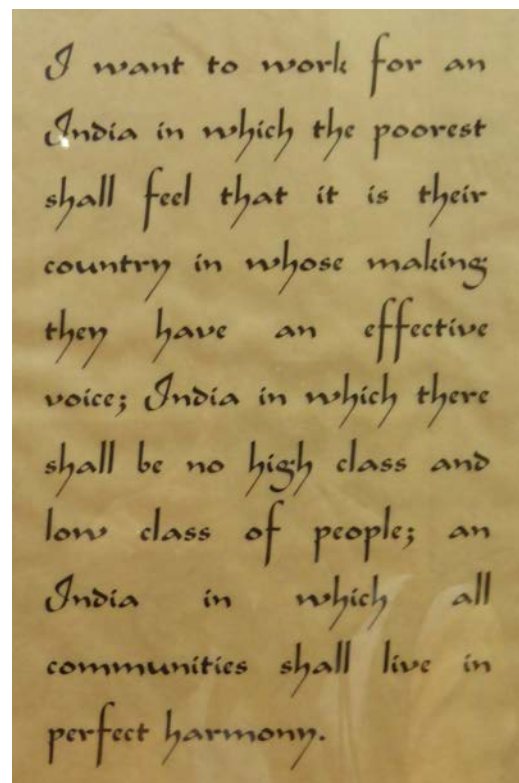 I want to work for an
India in which the poorest
shall feel that it is their
country in whose making
they have an effective
voice; India in which there
shall be no high class and
low class of people; an
India in which all
communities shall live in
perfect harmony.